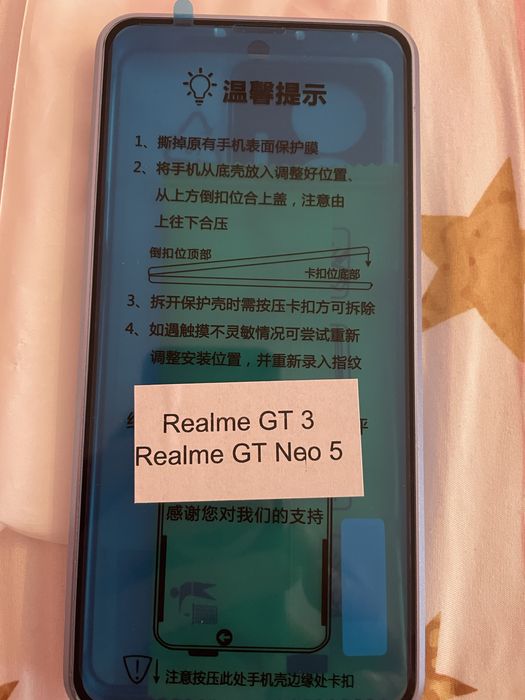 温馨提示
1、撕掉原有手机表面保护膜
2、将手机从底壳放入调整好位置、
从上方倒扣位合上盖，注意由
上往下合压
倒扣位顶部
卡扣位底部
3、拆开保护壳时需按压卡扣方可拆除
4、如遇触摸不灵敏情况可尝试重新
调整安装位置，并重新录入指纹
Realme GT 3
Realme GT Neo 5
感谢您对我们的支持
注意按压此处手机壳边缘处卡扣